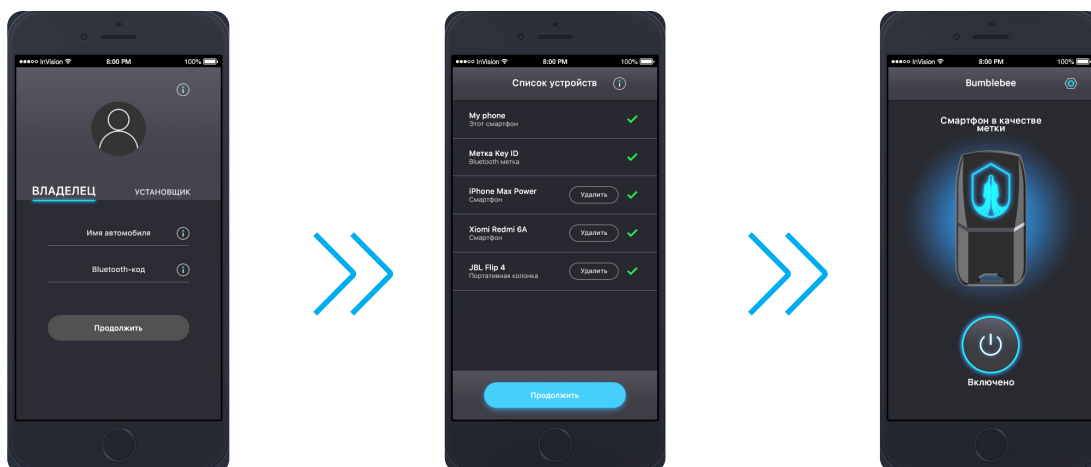 InVision 8:00 PM 100%
ВЛАДЕЛЕЦ УСТАНОВЩИК
Имя автомобиля
Bluetooth-код
Продолжить
InVision 8:00 PM 100%
Список устройств
My phone
Этот смартфон
Метка Key ID
Bluetooth метка
iPhone Max Power Удалить
Смартфон
Xiomi Redmi 6A Удалить
Смартфон
JBL Flip 4 Удалить
Портативная колонка
Продолжить
InVision 8:00 PM 100%
Bumblebee
Смартфон в качестве
метки
Включено